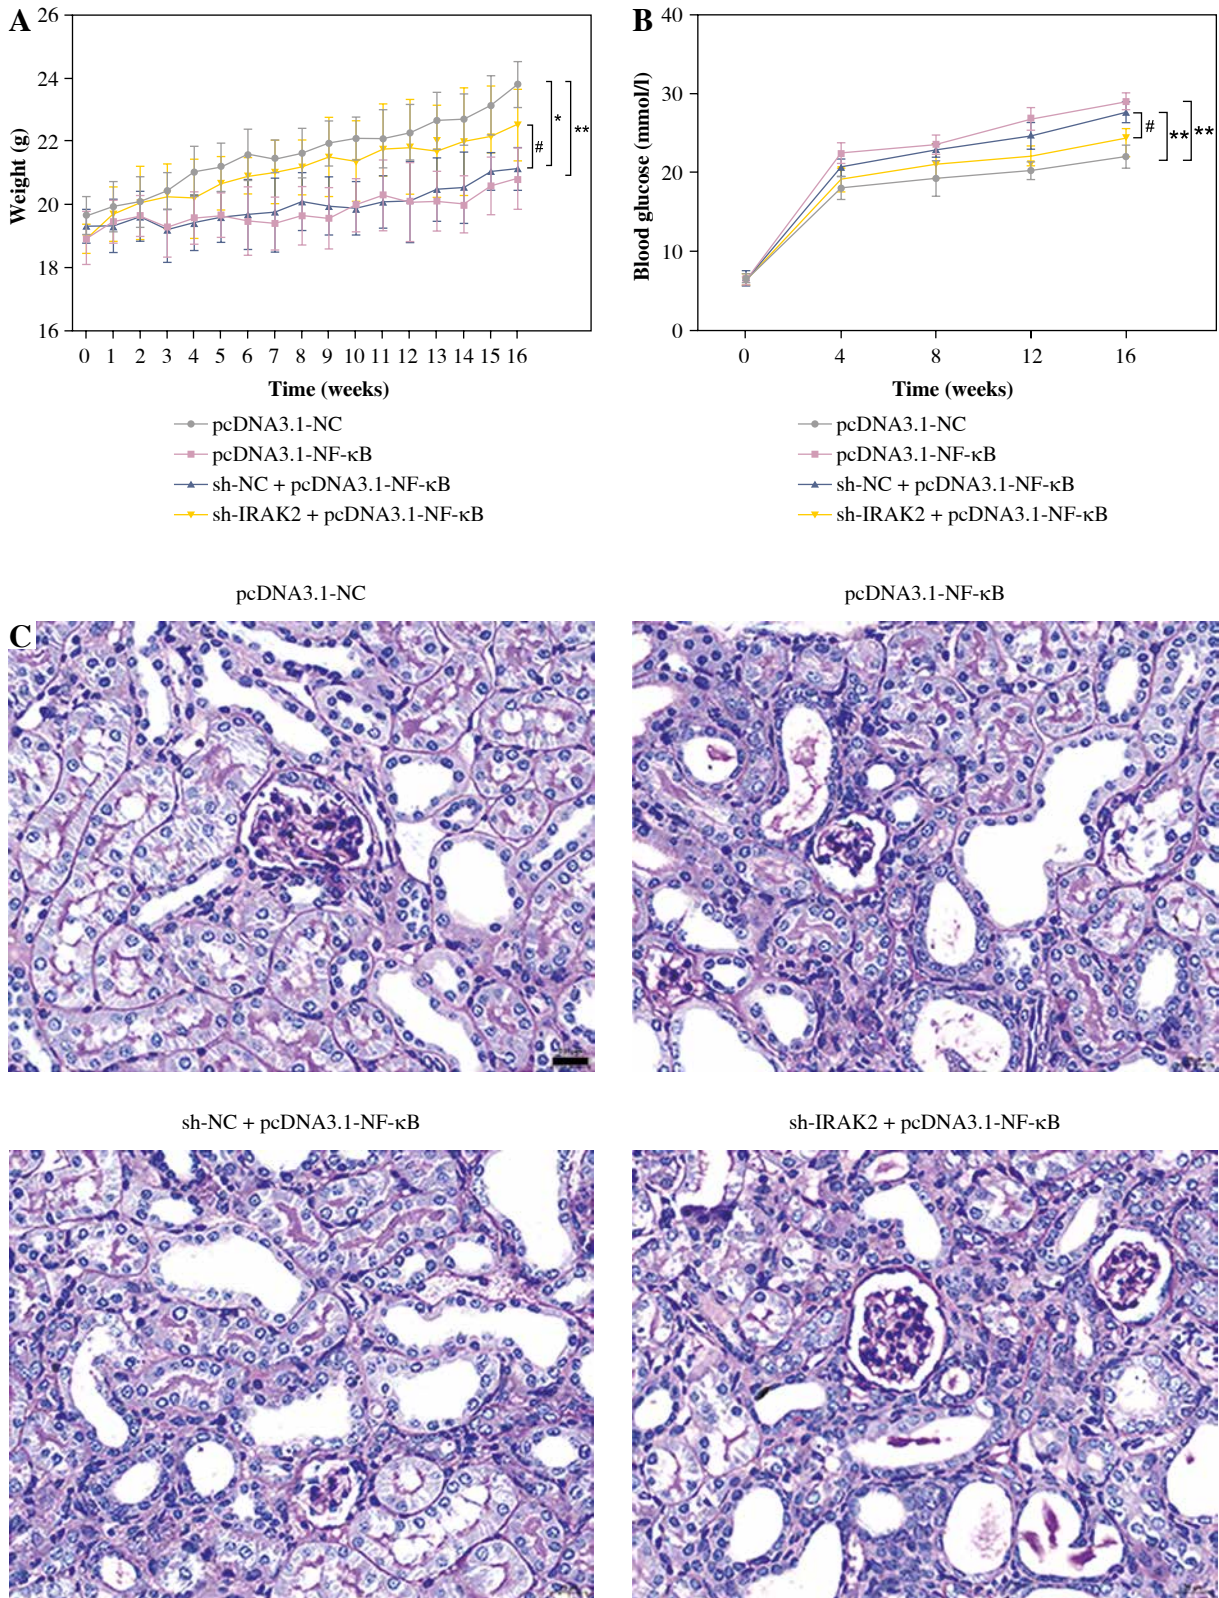 A
26
24
22
20
18
16
Weight (g)
0 1 2 3 4 5 6 7 8 9 10 11 12 13 14 15 16
Time (weeks)
# * **
pcDNA3.1-NC
pcDNA3.1-NF-κB
sh-NC + pcDNA3.1-NF-κB
sh-IRAK2 + pcDNA3.1-NF-κB
B
40
30
20
10
0
Blood glucose (mmol/l)
0 4 8 12 16
Time (weeks)
# ** **
pcDNA3.1-NC
pcDNA3.1-NF-κB
sh-NC + pcDNA3.1-NF-κB
sh-IRAK2 + pcDNA3.1-NF-κB
C
pcDNA3.1-NC
pcDNA3.1-NF-κB
sh-NC + pcDNA3.1-NF-κB
sh-IRAK2 + pcDNA3.1-NF-κB